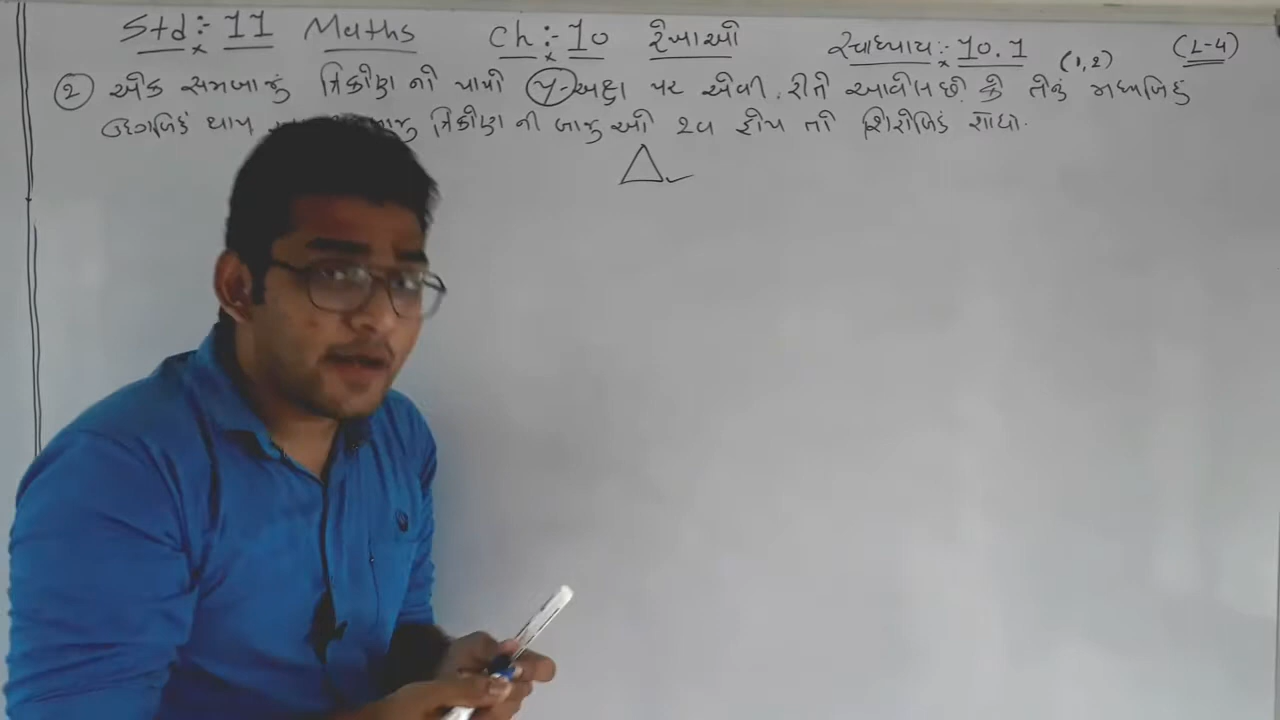 Std :- 11 Maths Ch :- 10 રેખાઓ સ્વાધ્યાય :- 10.1 (1,2) (L-4)
(2) એક સમબાજુ ત્રિકોણ નો પાયો y-અક્ષ પર એવી રીતે આવેલ છે કે તેનું મધ્યબિંદુ
ઉદગમબિંદુ થાય ત્રિકોણ ની બાજુ ઓ 2a હોય તો શિરોબિંદુ શોધો.